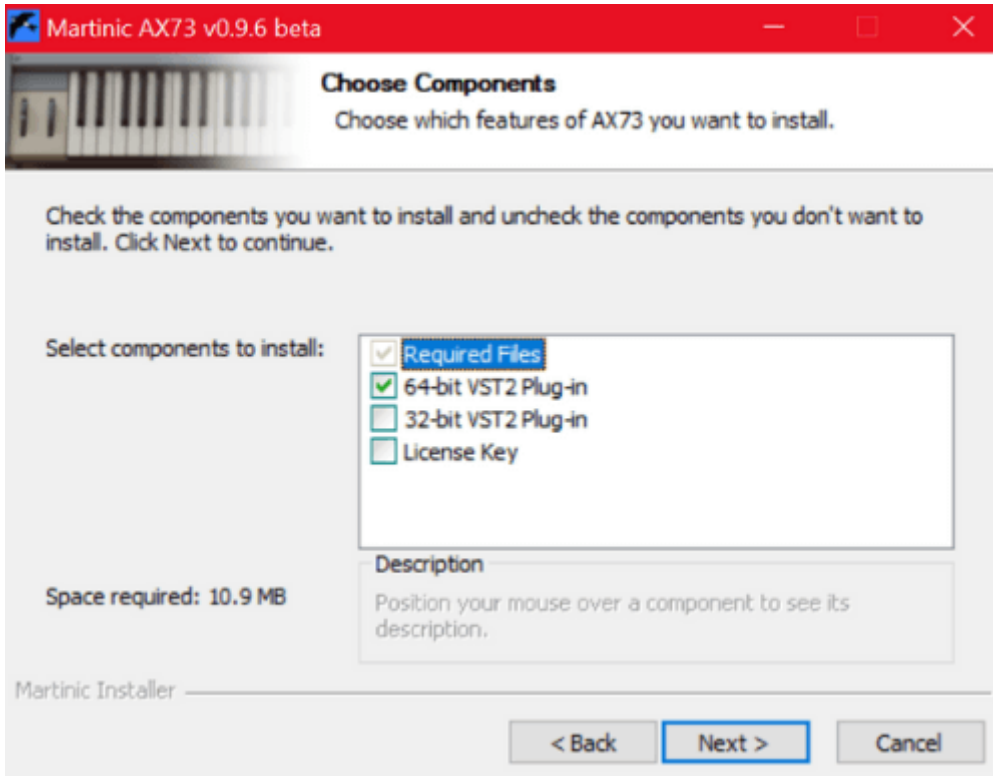 Martinic AX73 v0.9.6 beta
Choose Components
Choose which features of AX73 you want to install.
Check the components you want to install and uncheck the components you don't want to
install. Click Next to continue.
Select components to install:
Required Files
64-bit VST2 Plug-in
32-bit VST2 Plug-in
License Key
Space required: 10.9 MB
Description
Position your mouse over a component to see its
description.
Martinic Installer
< Back
Next >
Cancel